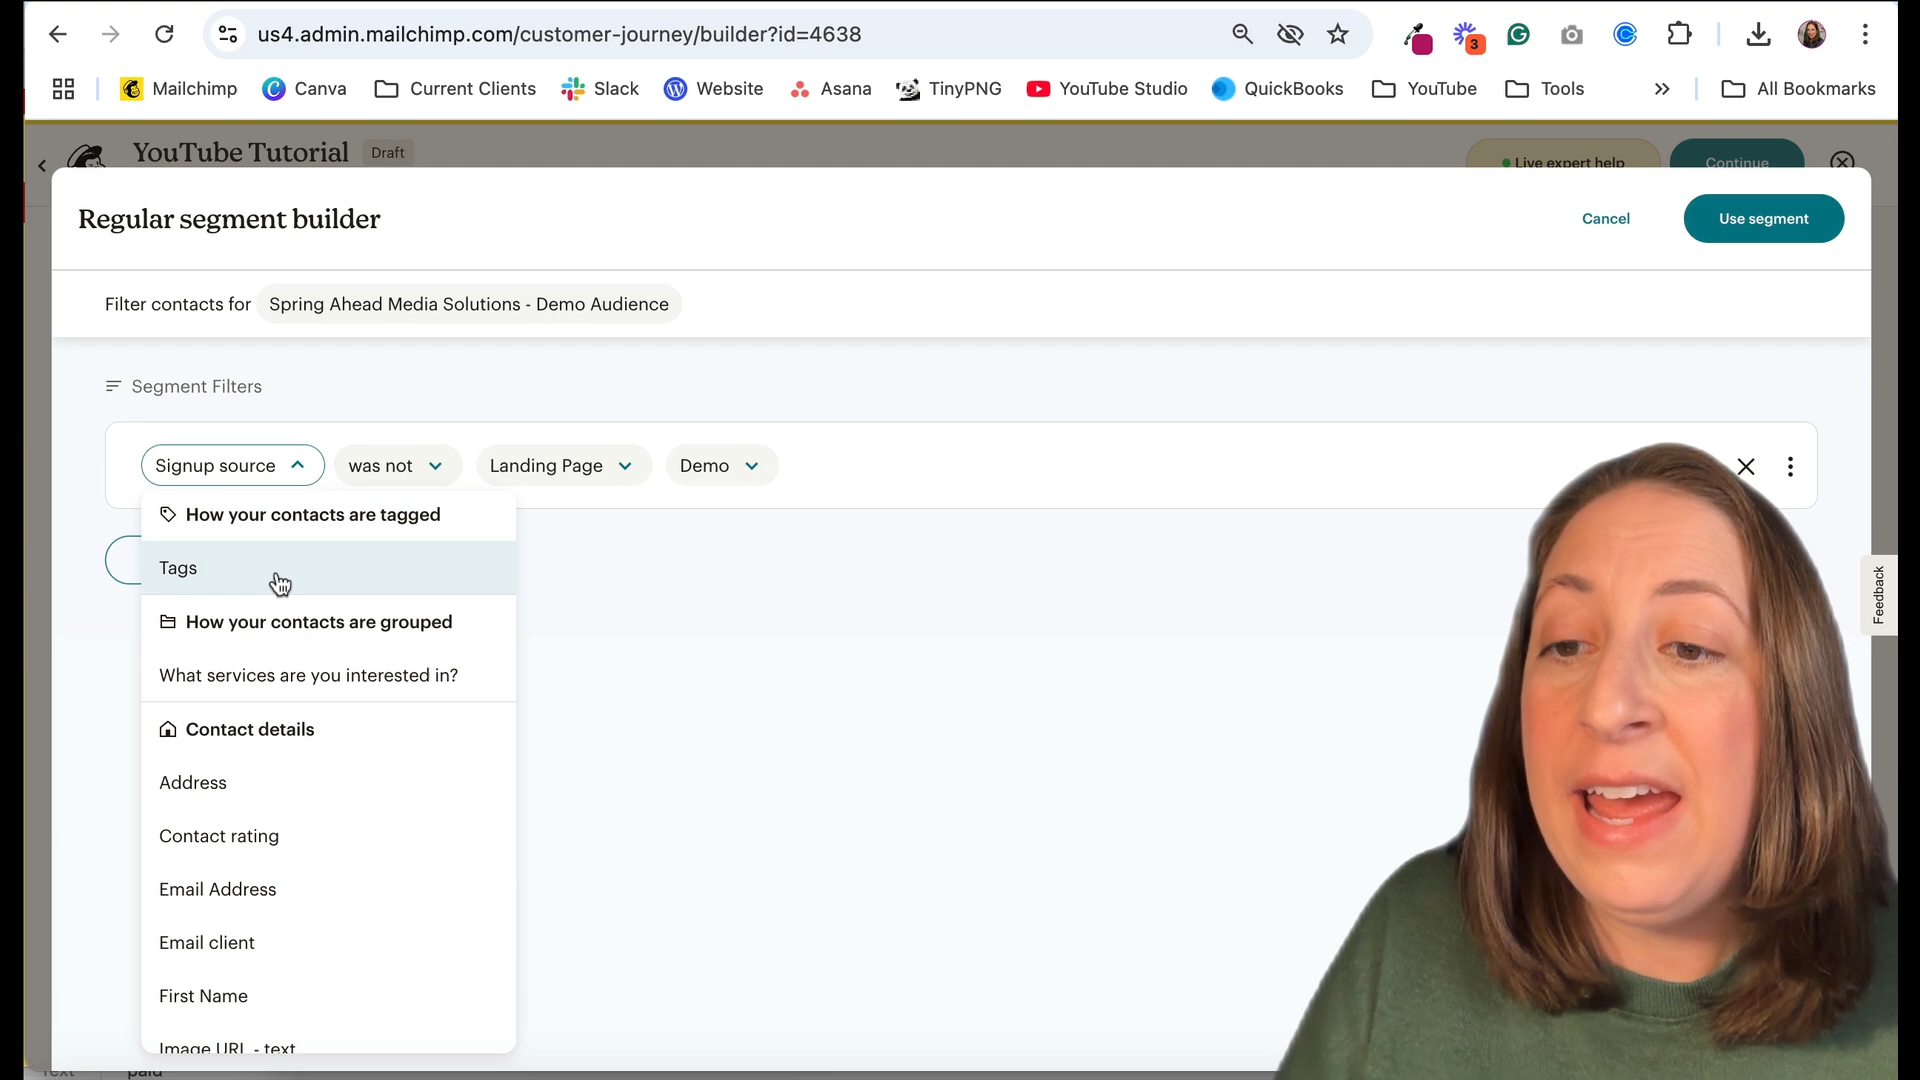 us4.admin.mailchimp.com/customer-journey/builder?id=4638
3
Mailchimp Canva Current Clients Slack Website Asana TinyPNG YouTube Studio QuickBooks YouTube Tools All Bookmarks
YouTube Tutorial Draft
Live expert help Continue
Regular segment builder
Cancel Use segment
Filter contacts for Spring Ahead Media Solutions - Demo Audience
Segment Filters
Signup source was not Landing Page Demo
How your contacts are tagged
Tags
How your contacts are grouped
What services are you interested in?
Contact details
Address
Contact rating
Email Address
Email client
First Name
Image URL - text
Text paid
Feedback